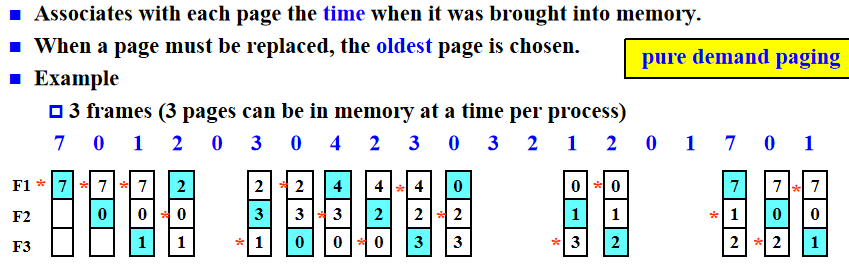 ■ Associates with each page the time when it was brought into memory.
■ When a page must be replaced, the oldest page is chosen.
pure demand paging
■ Example
□ 3 frames (3 pages can be in memory at a time per process)
7 0 1 2 0 3 0 4 2 3 0 3 2 1 2 0 1 7 0 1
F1 * 7 * 7 * 7 2 2 * 2 4 4 * 4 0 0 * 0 7 7 * 7
F2 0 0 * 0 3 3 * 3 2 2 * 2 1 1 * 1 0 0
F3 1 1 * 1 0 0 * 0 3 3 * 3 2 2 * 2 1